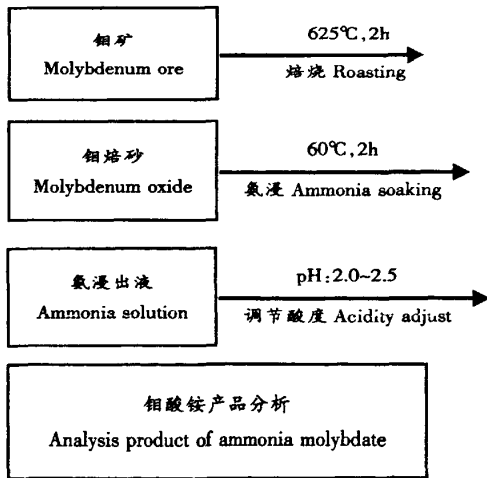 钼矿
Molybdenum ore
625℃,2h
焙烧 Roasting
钼焙砂
Molybdenum oxide
60℃,2h
氨浸 Ammonia soaking
氨浸出液
Ammonia solution
pH:2.0~2.5
调节酸度 Acidity adjust
钼酸铵产品分析
Analysis product of ammonia molybdate